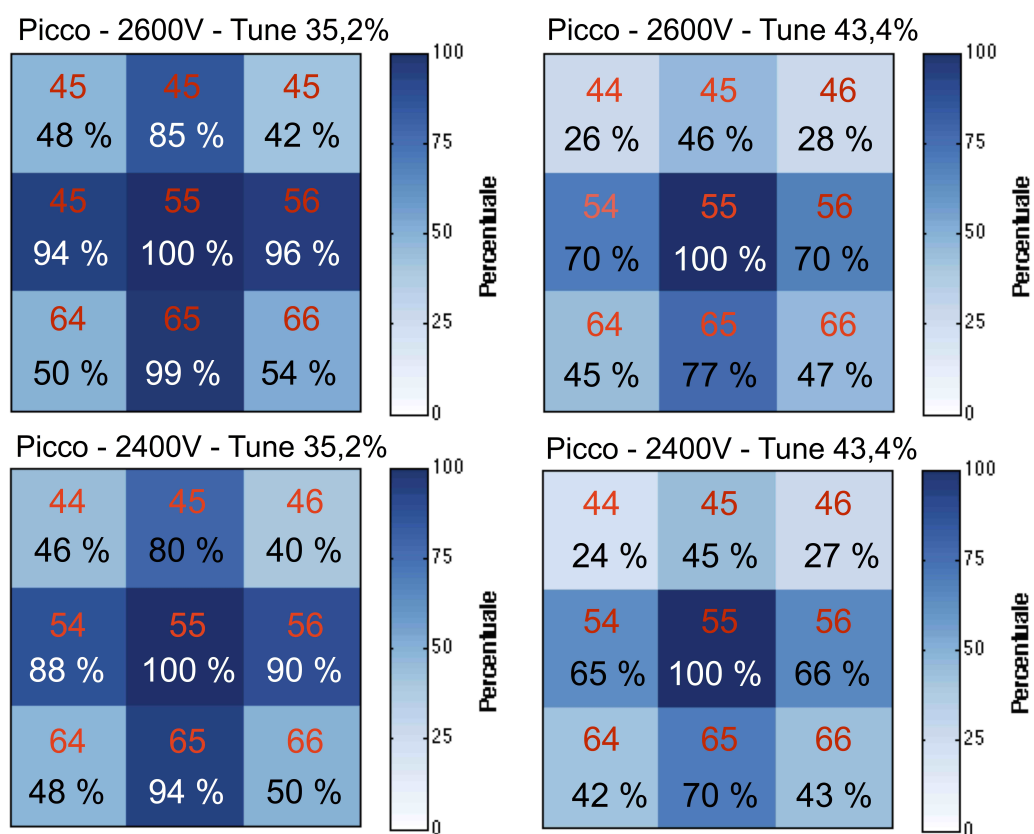 Picco - 2600V - Tune 35,2%
45 45 45
48 % 85 % 42 %
45 55 56
94 % 100 % 96 %
64 65 66
50 % 99 % 54 %
100
75
50
25
0
Percentuale
Picco - 2600V - Tune 43,4%
44 45 46
26 % 46 % 28 %
54 55 56
70 % 100 % 70 %
64 65 66
45 % 77 % 47 %
100
75
50
25
0
Percentuale
Picco - 2400V - Tune 35,2%
44 45 46
46 % 80 % 40 %
54 55 56
88 % 100 % 90 %
64 65 66
48 % 94 % 50 %
100
75
50
25
0
Percentuale
Picco - 2400V - Tune 43,4%
44 45 46
24 % 45 % 27 %
54 55 56
65 % 100 % 66 %
64 65 66
42 % 70 % 43 %
100
75
50
25
0
Percentuale